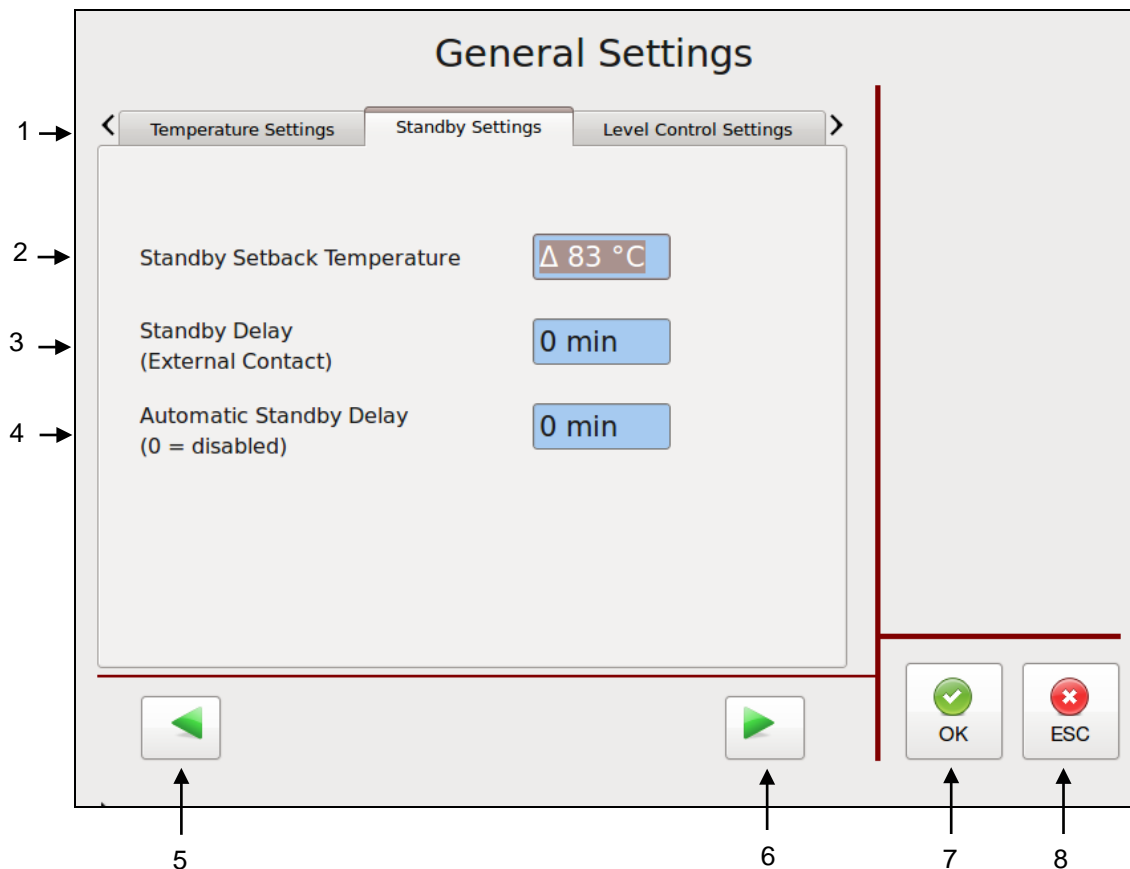 General Settings
1
Temperature Settings
Standby Settings
Level Control Settings
2
Standby Setback Temperature
Δ 83 °C
3
Standby Delay
(External Contact)
0 min
4
Automatic Standby Delay
(0 = disabled)
0 min
OK
ESC
5
6
7
8